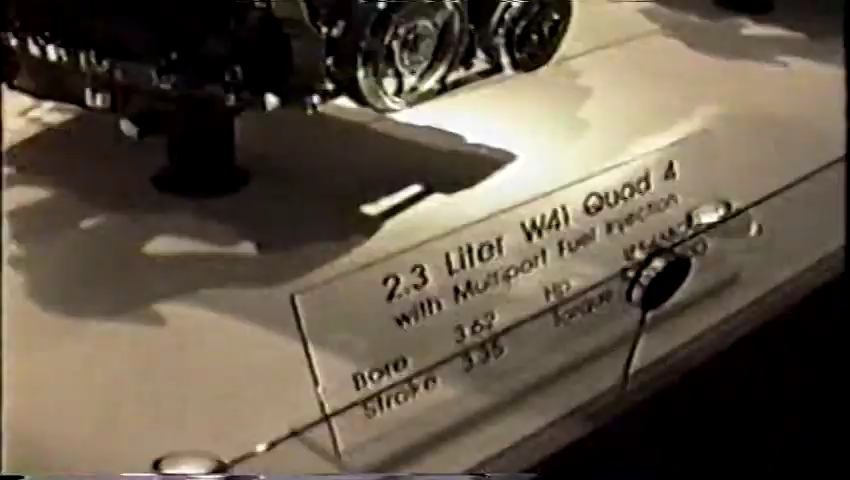 2.3 Liter W41 Quad 4
with Multiport Fuel Injection
Bore 3.62 Hp
Stroke 3.35 Torque